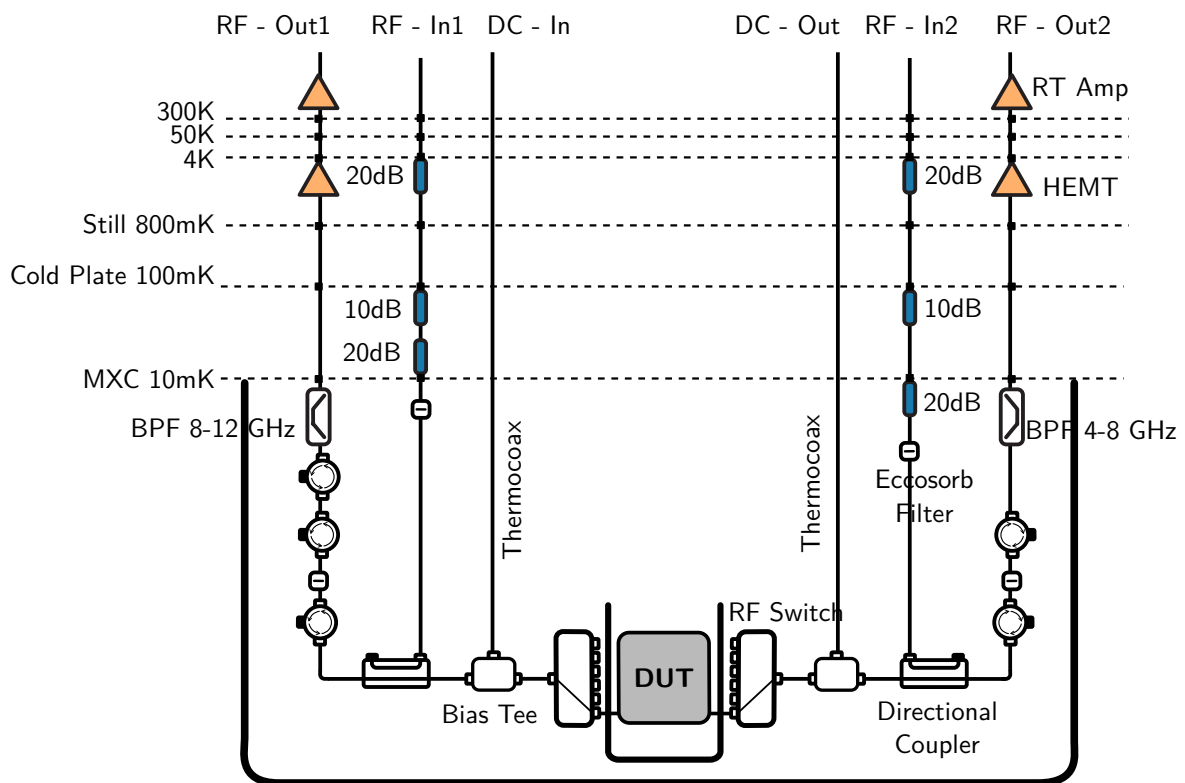 RF - Out1
RF - In1
DC - In
DC - Out
RF - In2
RF - Out2
RT Amp
300K
50K
4K
20dB
20dB
HEMT
Still 800mK
Cold Plate 100mK
10dB
10dB
20dB
MXC 10mK
20dB
BPF 8-12 GHz
BPF 4-8 GHz
Thermocoax
Thermocoax
Eccosorb
Filter
RF Switch
DUT
Bias Tee
Directional
Coupler